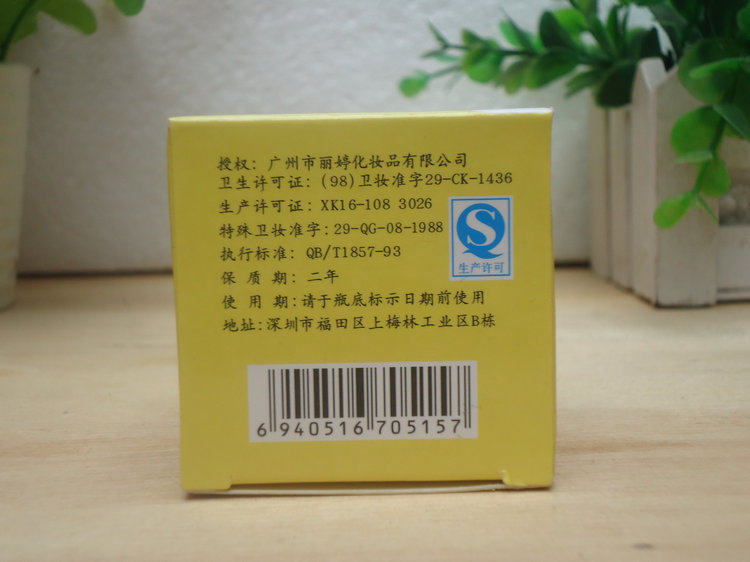 授权: 广州市丽婷化妆品有限公司
卫生许可证: (98)卫妆准字29-CK-1436
生产许可证: XK16-108 3026
特殊卫妆准字: 29-QG-08-1988
执行标准: QB/T1857-93
保 质 期: 二年
使 用 期: 请于瓶底标示日期前使用
地址: 深圳市福田区上梅林工业区B栋
生产许可
6 940516 705157